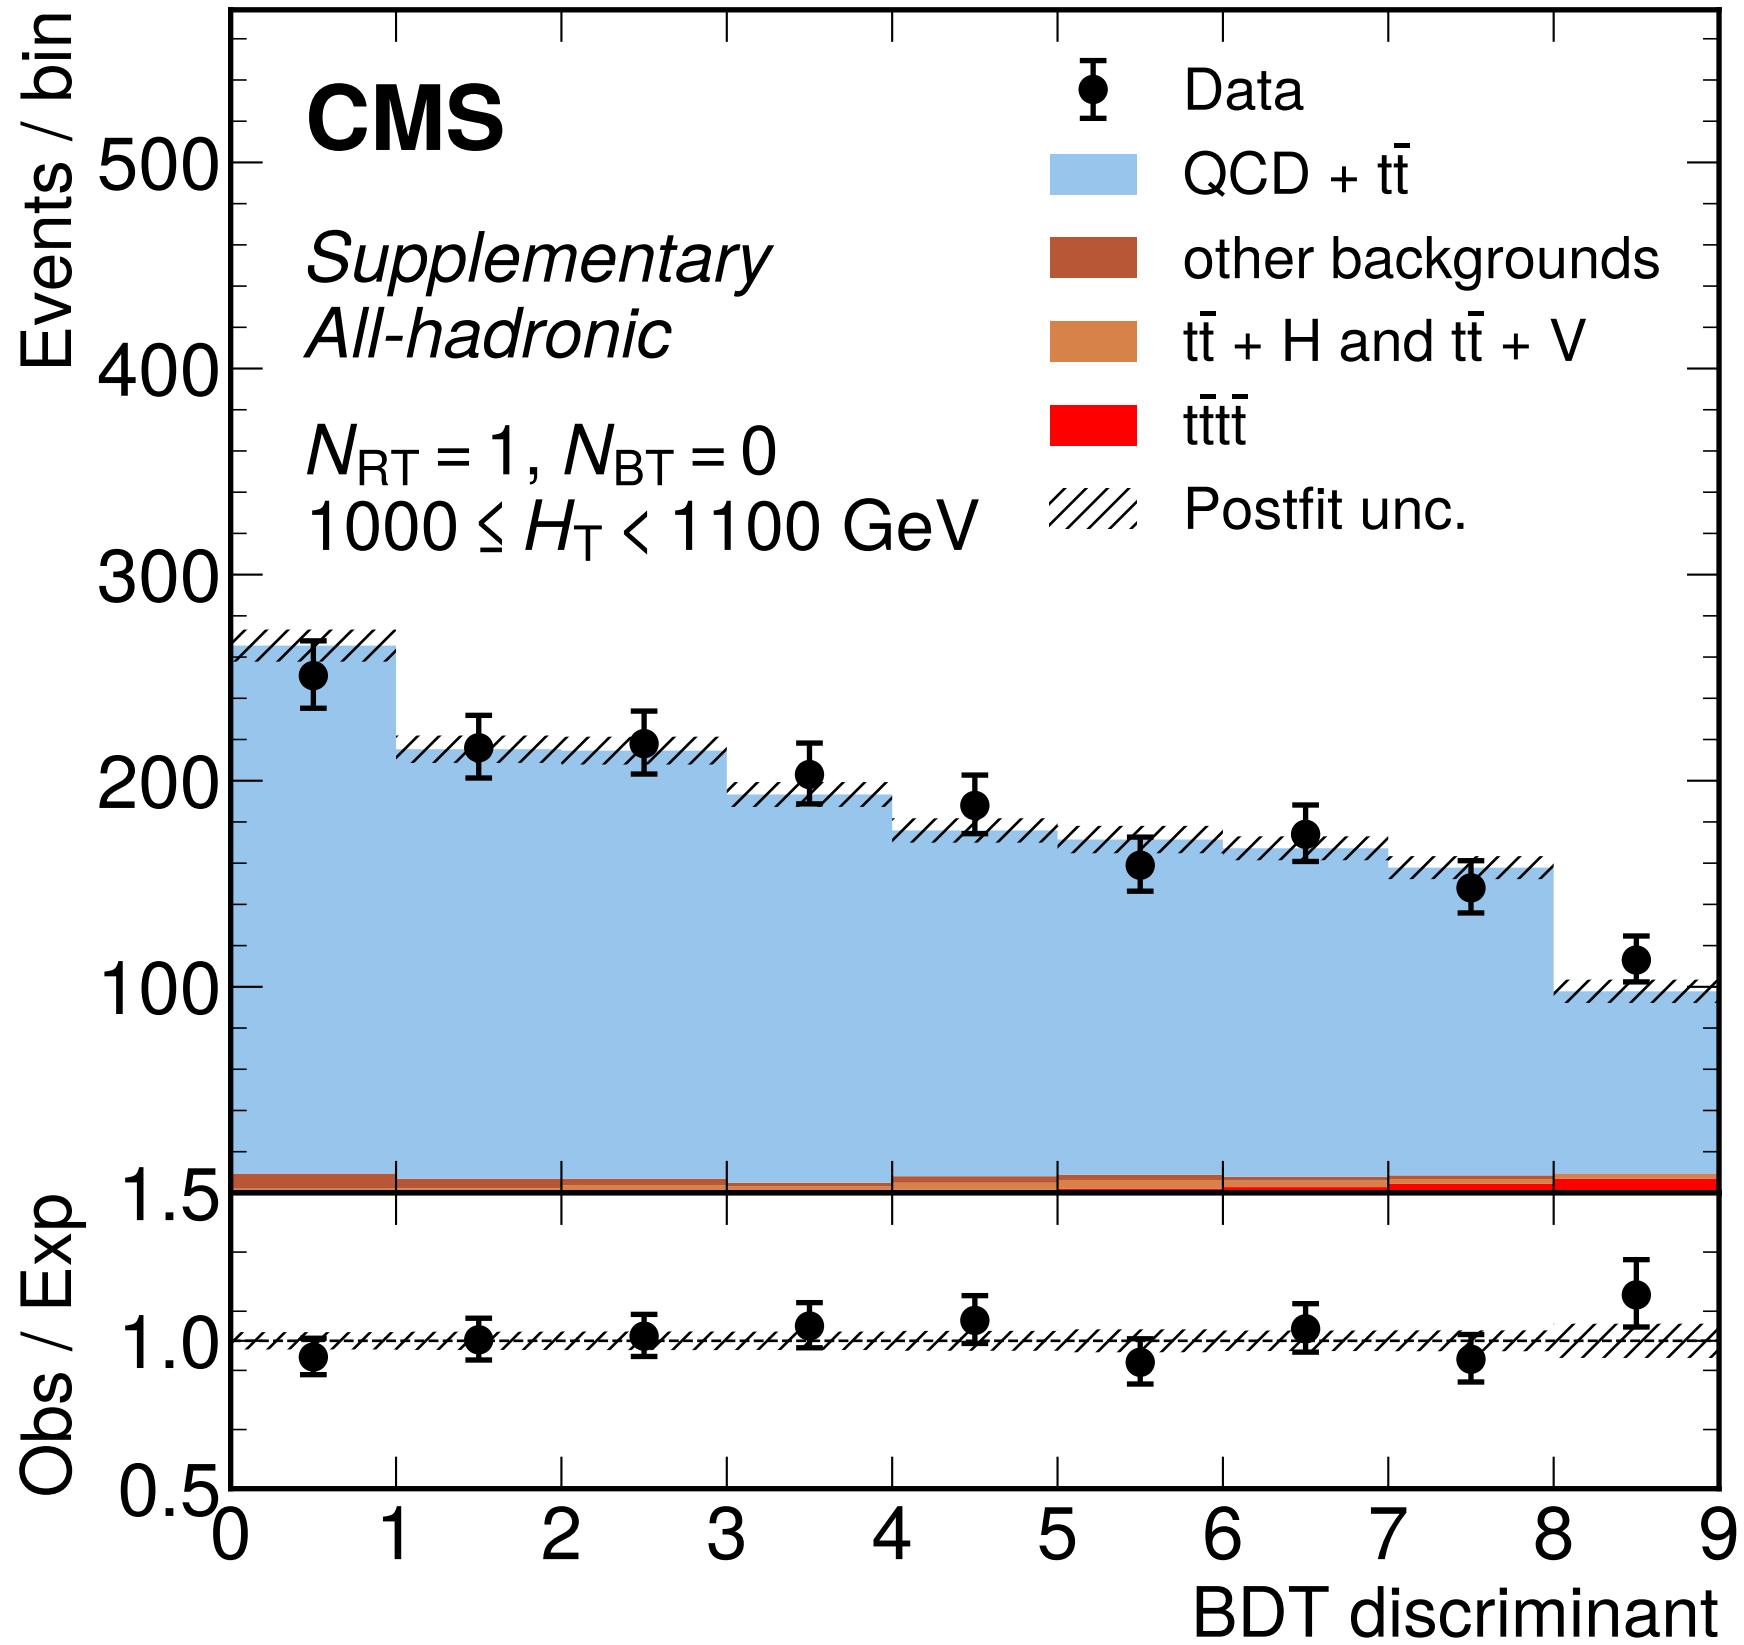 Events / bin
500
400
300
200
100
CMS
Supplementary
All-hadronic
N_RT = 1, N_BT = 0
1000 ≤ H_T < 1100 GeV
Data
QCD + tt̄
other backgrounds
tt̄ + H and tt̄ + V
tt̄tt̄
Postfit unc.
Obs / Exp
1.5
1.0
0.5
0 1 2 3 4 5 6 7 8 9
BDT discriminant